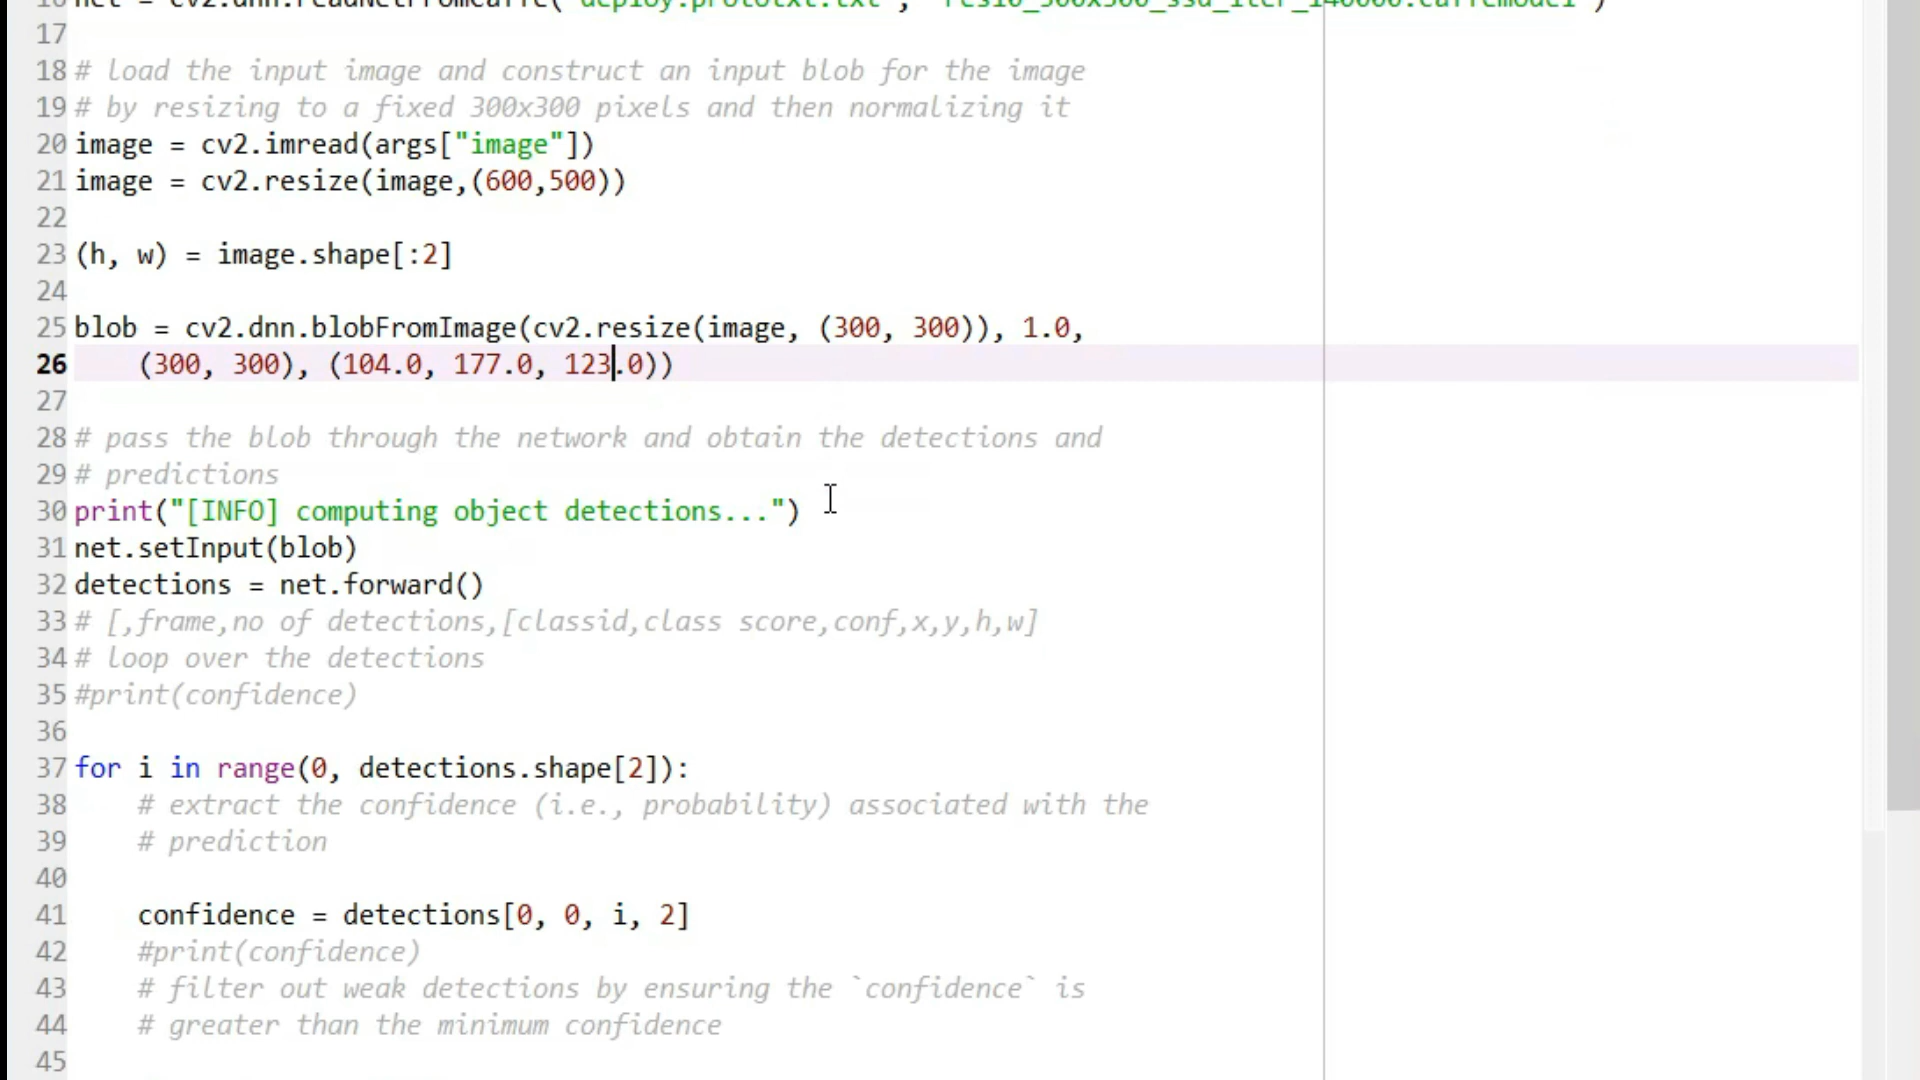 17
18 # load the input image and construct an input blob for the image
19 # by resizing to a fixed 300x300 pixels and then normalizing it
20 image = cv2.imread(args["image"])
21 image = cv2.resize(image,(600,500))
22
23 (h, w) = image.shape[:2]
24
25 blob = cv2.dnn.blobFromImage(cv2.resize(image, (300, 300)), 1.0,
26     (300, 300), (104.0, 177.0, 123.0))
27
28 # pass the blob through the network and obtain the detections and
29 # predictions
30 print("[INFO] computing object detections...")
31 net.setInput(blob)
32 detections = net.forward()
33 # [,frame,no of detections,[classid,class score,conf,x,y,h,w]
34 # loop over the detections
35 #print(confidence)
36
37 for i in range(0, detections.shape[2]):
38     # extract the confidence (i.e., probability) associated with the
39     # prediction
40
41     confidence = detections[0, 0, i, 2]
42     #print(confidence)
43     # filter out weak detections by ensuring the `confidence` is
44     # greater than the minimum confidence
45